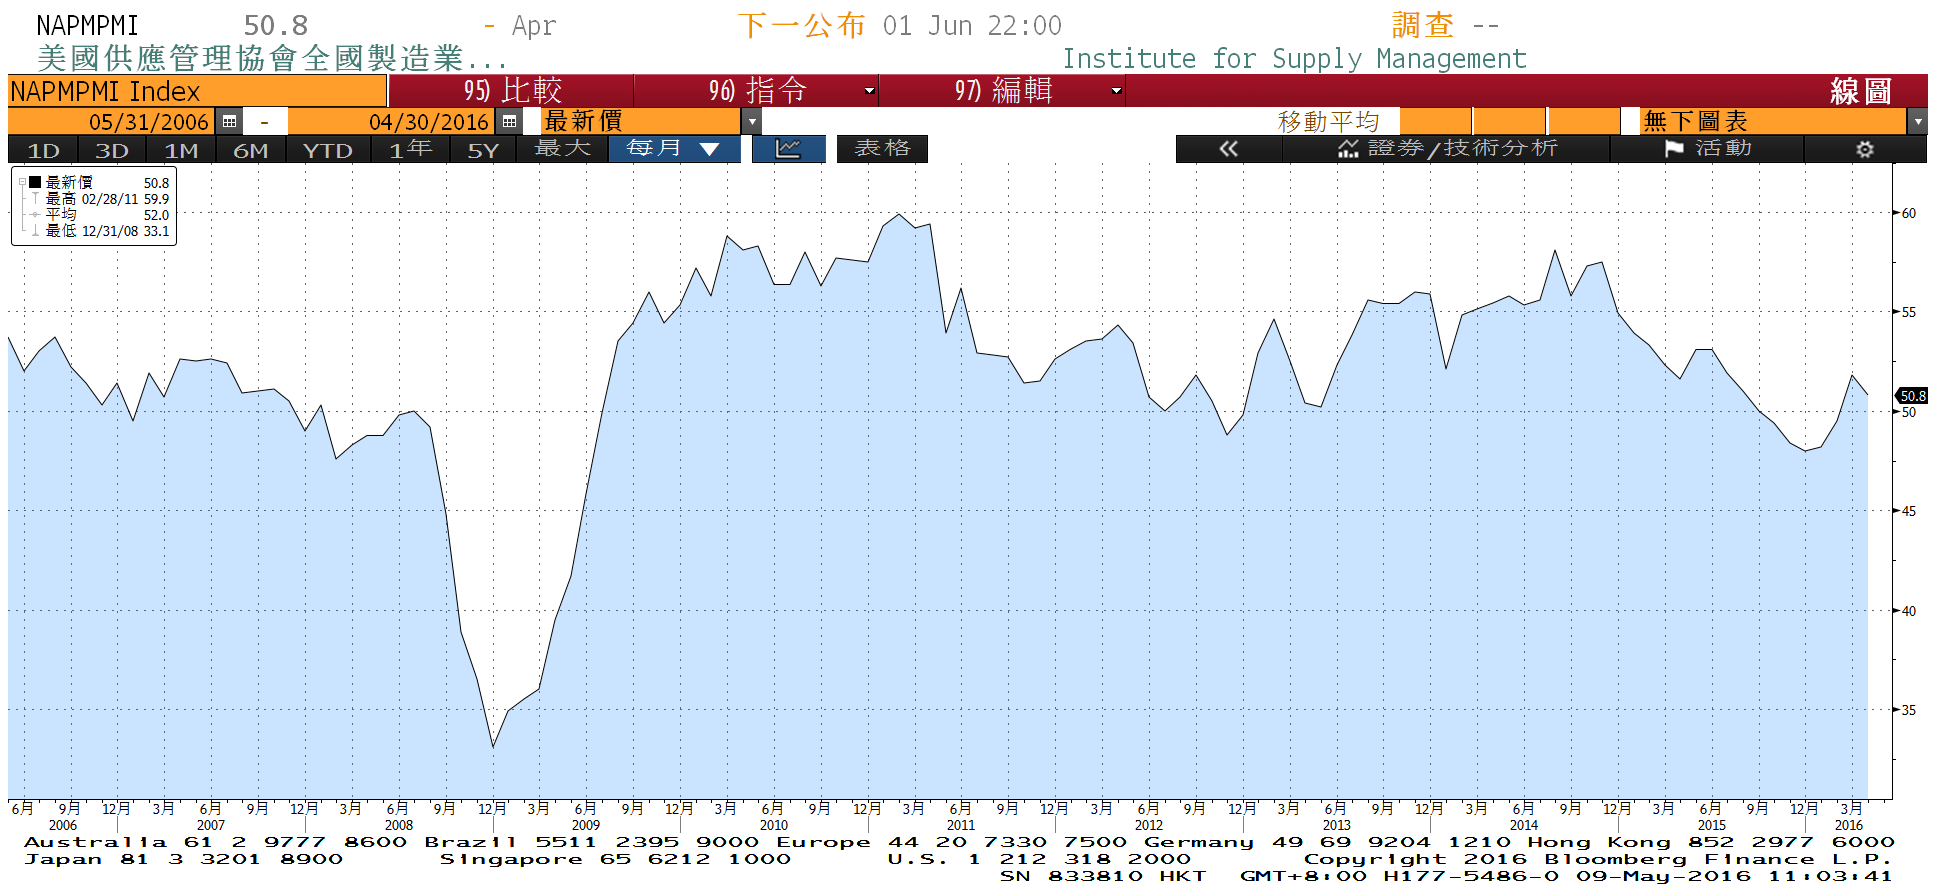 NAPMPMI 50.8 - Apr 下一公布 01 Jun 22:00 調查 --
美國供應管理協會全國製造業... Institute for Supply Management
NAPMPMI Index 95) 比較 96) 指令 97) 編輯 線圖
05/31/2006 - 04/30/2016 最新價 移動平均 無下圖表
1D 3D 1M 6M YTD 1年 5Y 最大 每月 表格 « 證券/技術分析 活動
最新價 50.8
最高 02/28/11 59.9
平均 52.0
最低 12/31/08 33.1
60
55
50.8
50
45
40
35
6月 9月 12月 3月 6月 9月 12月 3月 6月 9月 12月 3月 6月 9月 12月 3月 6月 9月 12月 3月 6月 9月 12月 3月 6月 9月 12月 3月 6月 9月 12月 3月 6月 9月 12月 3月 6月 9月 12月 3月
2006 2007 2008 2009 2010 2011 2012 2013 2014 2015 2016
Australia 61 2 9777 8600 Brazil 5511 2395 9000 Europe 44 20 7330 7500 Germany 49 69 9204 1210 Hong Kong 852 2977 6000
Japan 81 3 3201 8900 Singapore 65 6212 1000 U.S. 1 212 318 2000 Copyright 2016 Bloomberg Finance L.P.
SN 833810 HKT GMT+8:00 H177-5486-0 09-May-2016 11:03:41